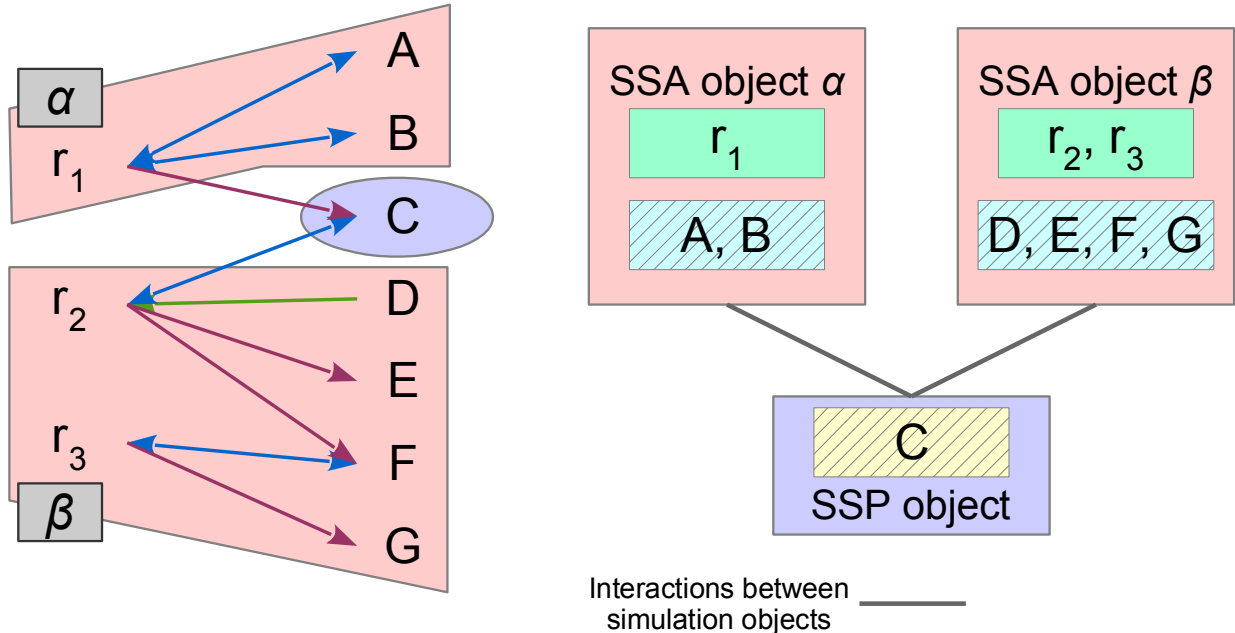 α
r1
r2
r3
β
A
B
C
D
E
F
G
SSA object α
r1
A, B
SSA object β
r2, r3
D, E, F, G
C
SSP object
Interactions between
simulation objects